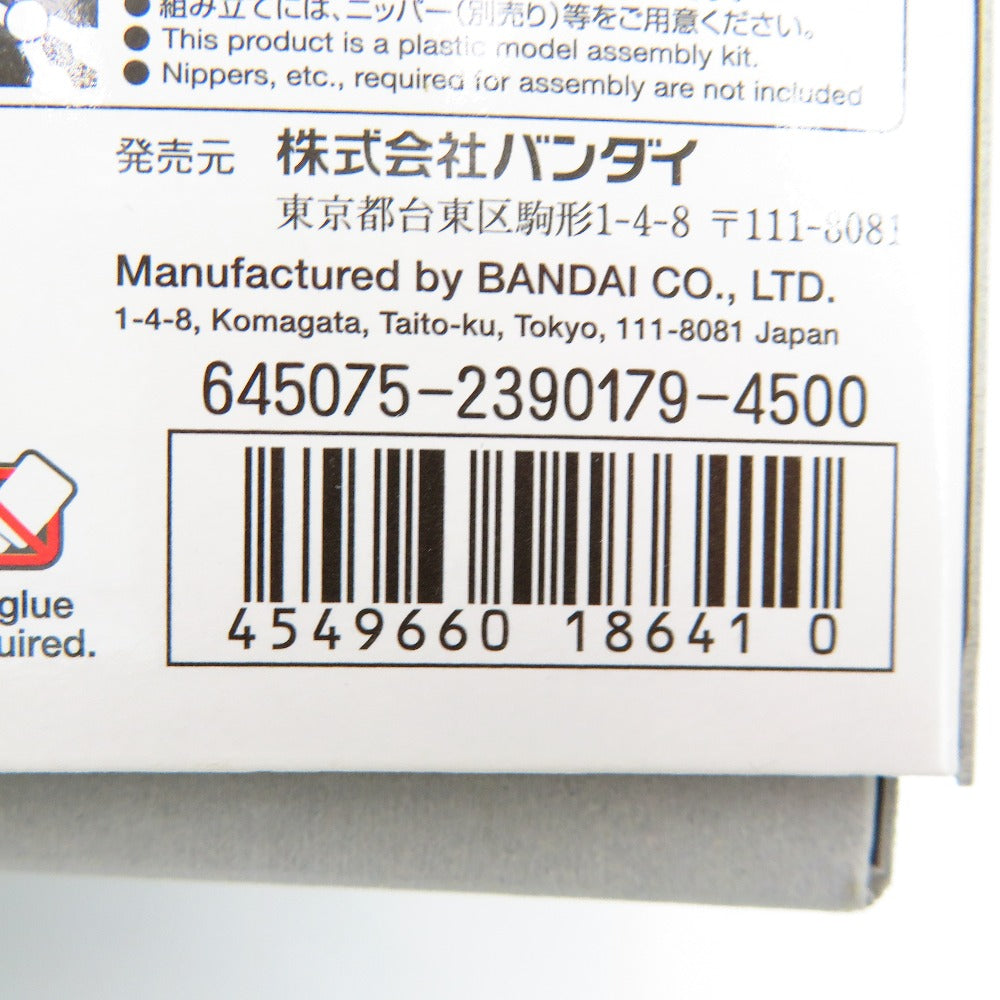 ● 組み立てには、ニッパー（別売り）等をご用意ください。
● This product is a plastic model assembly kit.
● Nippers, etc., required for assembly are not included
発売元 株式会社バンダイ
東京都台東区駒形1-4-8 〒111-8081
Manufactured by BANDAI CO., LTD.
1-4-8, Komagata, Taito-ku, Tokyo, 111-8081 Japan
645075-2390179-4500
4549660 18641 0
glue
uired.